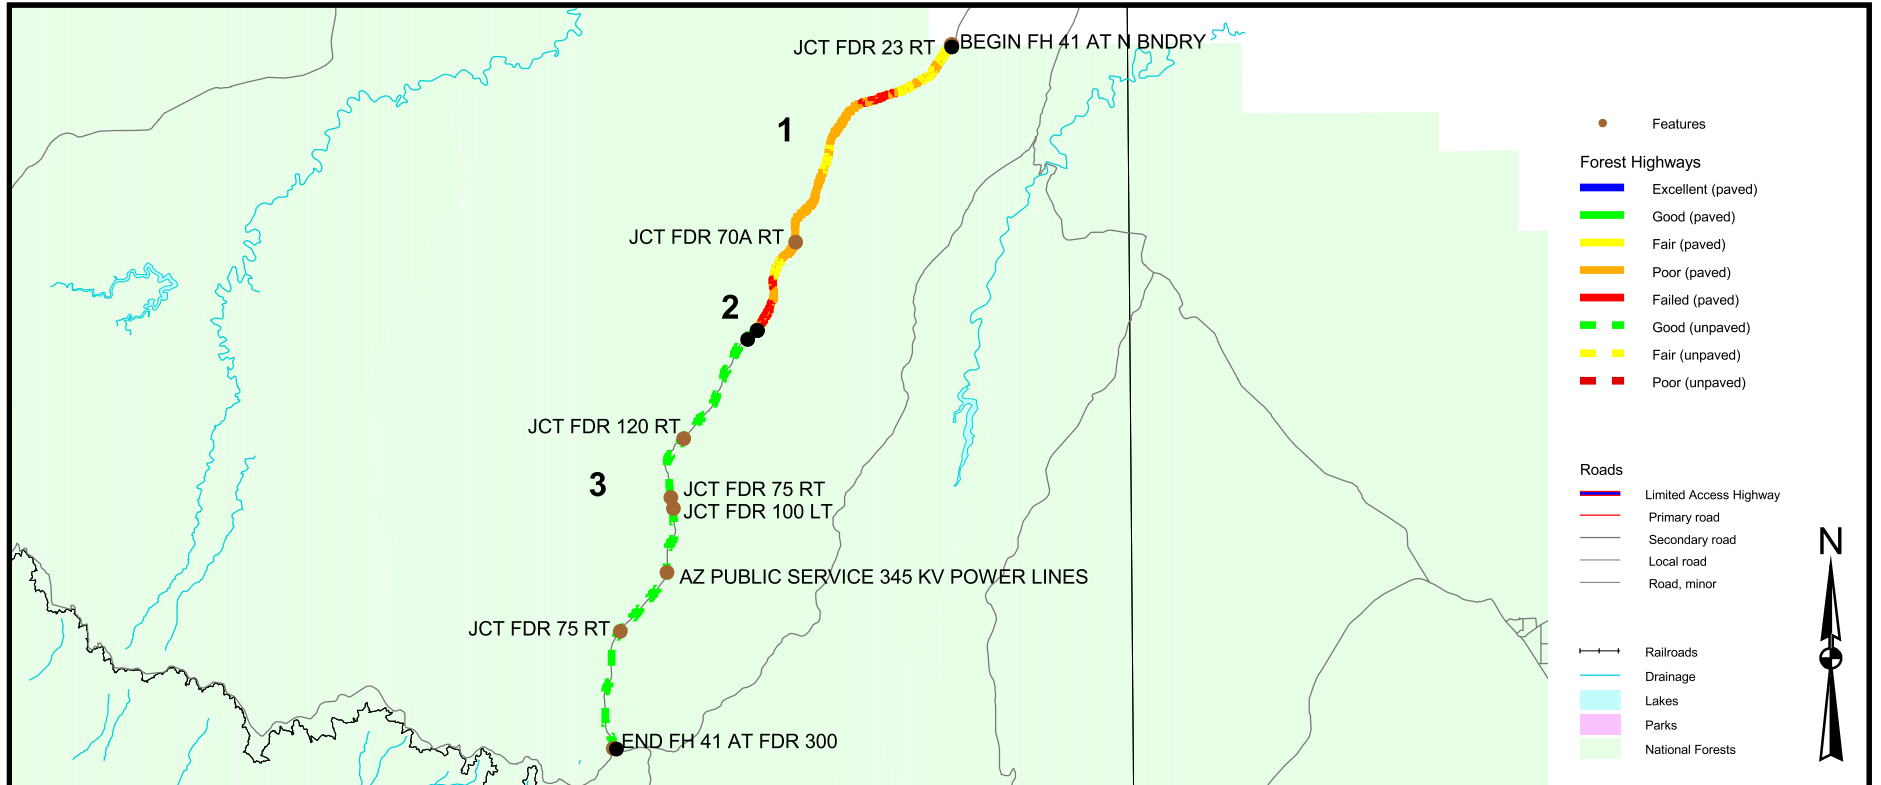 BEGIN FH 41 AT N BNDRY
JCT FDR 23 RT
1
JCT FDR 70A RT
2
JCT FDR 120 RT
3
JCT FDR 75 RT
JCT FDR 100 LT
AZ PUBLIC SERVICE 345 KV POWER LINES
JCT FDR 75 RT
END FH 41 AT FDR 300
Features
Forest Highways
Excellent (paved)
Good (paved)
Fair (paved)
Poor (paved)
Failed (paved)
Good (unpaved)
Fair (unpaved)
Poor (unpaved)
Roads
Limited Access Highway
Primary road
Secondary road
Local road
Road, minor
Railroads
Drainage
Lakes
Parks
National Forests
N